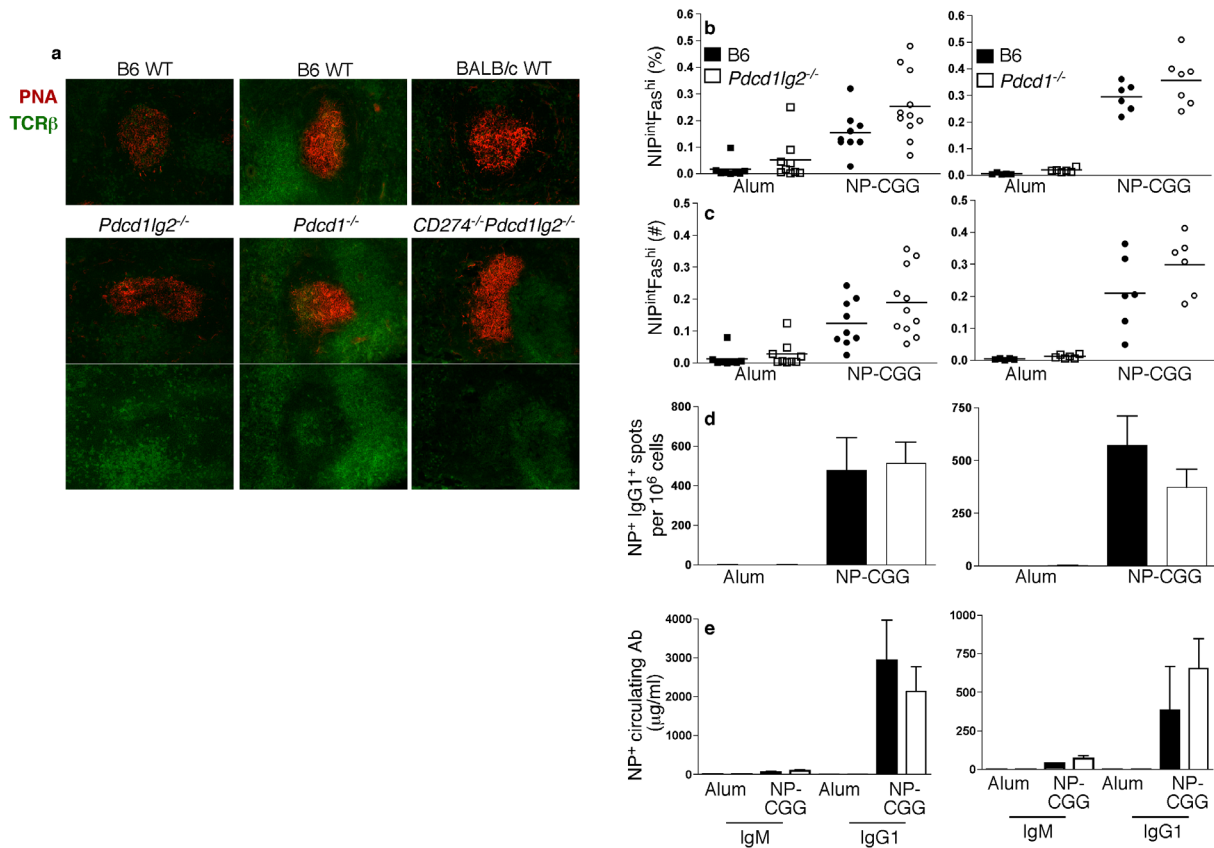 a
B6 WT
B6 WT
BALB/c WT
PNA
TCRβ
Pdcd1lg2-/-
Pdcd1-/-
CD274-/-Pdcd1lg2-/-
b
NIPintFashi (%)
0.6
0.5
0.4
0.3
0.2
0.1
0.0
B6
Pdcd1lg2-/-
Alum
NP-CGG
0.6
0.5
0.4
0.3
0.2
0.1
0.0
B6
Pdcd1-/-
Alum
NP-CGG
c
NIPintFashi (#)
0.5
0.4
0.3
0.2
0.1
0.0
Alum
NP-CGG
0.5
0.4
0.3
0.2
0.1
0.0
Alum
NP-CGG
d
NP+ IgG1+ spots
per 106 cells
800
600
400
200
0
Alum
NP-CGG
750
500
250
0
Alum
NP-CGG
e
NP+ circulating Ab
(μg/ml)
4000
3000
2000
1000
0
Alum
NP-
CGG
Alum
NP-
CGG
IgM
IgG1
1000
750
500
250
0
Alum
NP-
CGG
Alum
NP-
CGG
IgM
IgG1